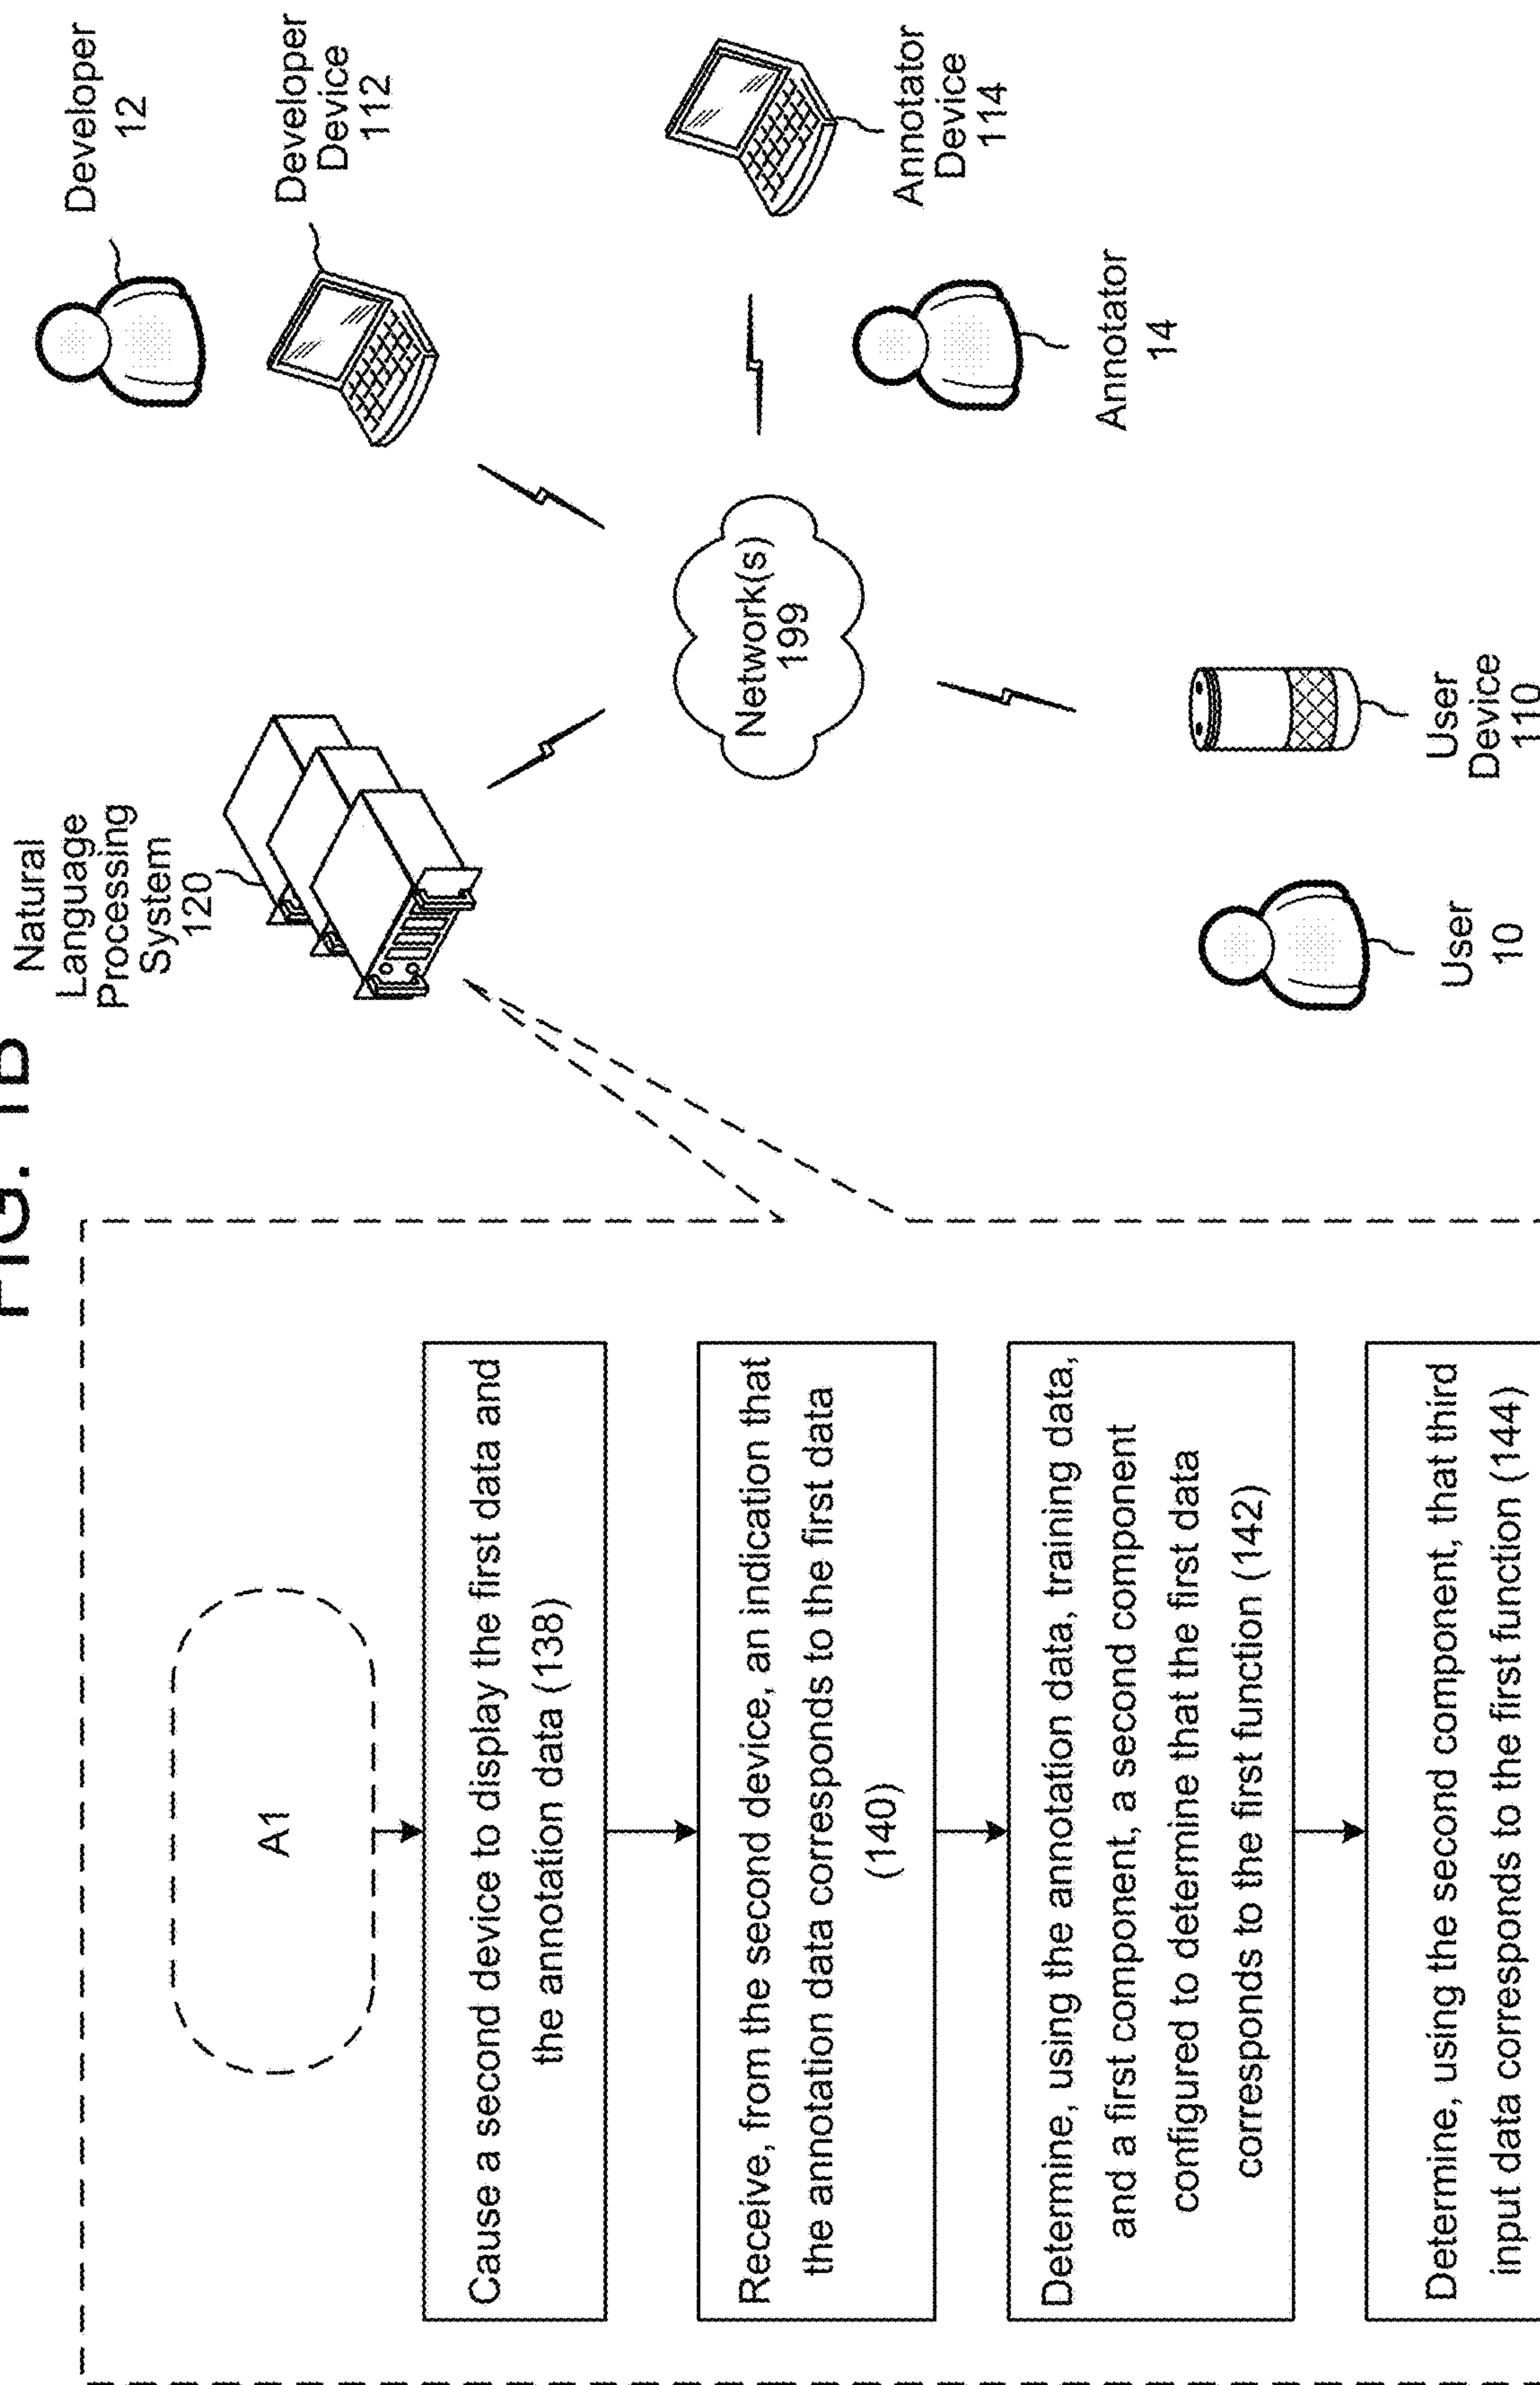 FIG. 1B
A1
Cause a second device to display the first data and
the annotation data (138)
Receive, from the second device, an indication that
the annotation data corresponds to the first data
(140)
Determine, using the annotation data, training data,
and a first component, a second component
configured to determine that the first data
corresponds to the first function (142)
Determine, using the second component, that third
input data corresponds to the first function (144)
Natural
Language
Processing
System
120
Developer
12
Developer
Device
112
Network(s)
199
Annotator
Device
114
Annotator
14
User
10
User
Device
110